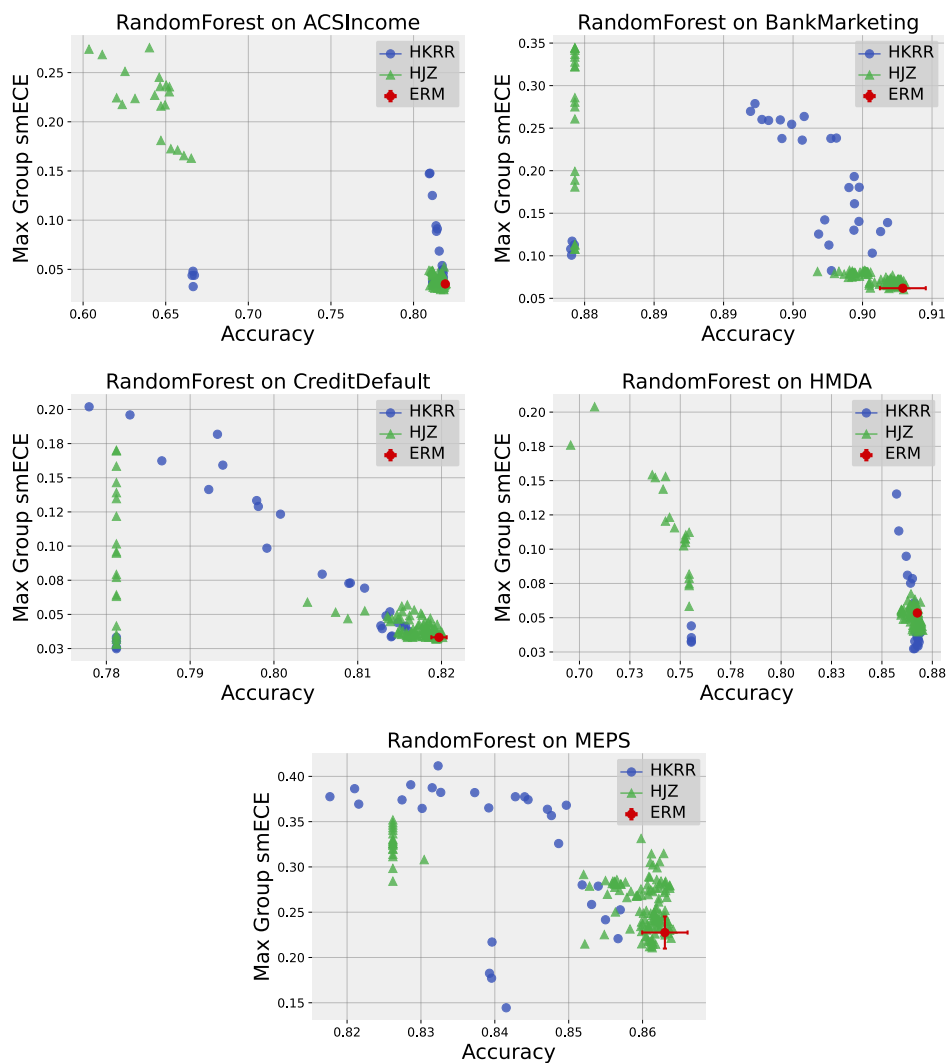 RandomForest on ACSIncome
Max Group smECE
0.25
0.20
0.15
0.10
0.05
HKRR
HJZ
ERM
0.60 0.65 0.70 0.75 0.80
Accuracy
RandomForest on BankMarketing
Max Group smECE
0.35
0.30
0.25
0.20
0.15
0.10
0.05
HKRR
HJZ
ERM
0.88 0.89 0.89 0.90 0.90 0.91
Accuracy
RandomForest on CreditDefault
Max Group smECE
0.20
0.18
0.15
0.12
0.10
0.08
0.05
0.03
HKRR
HJZ
ERM
0.78 0.79 0.80 0.81 0.82
Accuracy
RandomForest on HMDA
Max Group smECE
0.20
0.18
0.15
0.12
0.10
0.08
0.05
0.03
HKRR
HJZ
ERM
0.70 0.73 0.75 0.78 0.80 0.83 0.85 0.88
Accuracy
RandomForest on MEPS
Max Group smECE
0.40
0.35
0.30
0.25
0.20
0.15
HKRR
HJZ
ERM
0.82 0.83 0.84 0.85 0.86
Accuracy